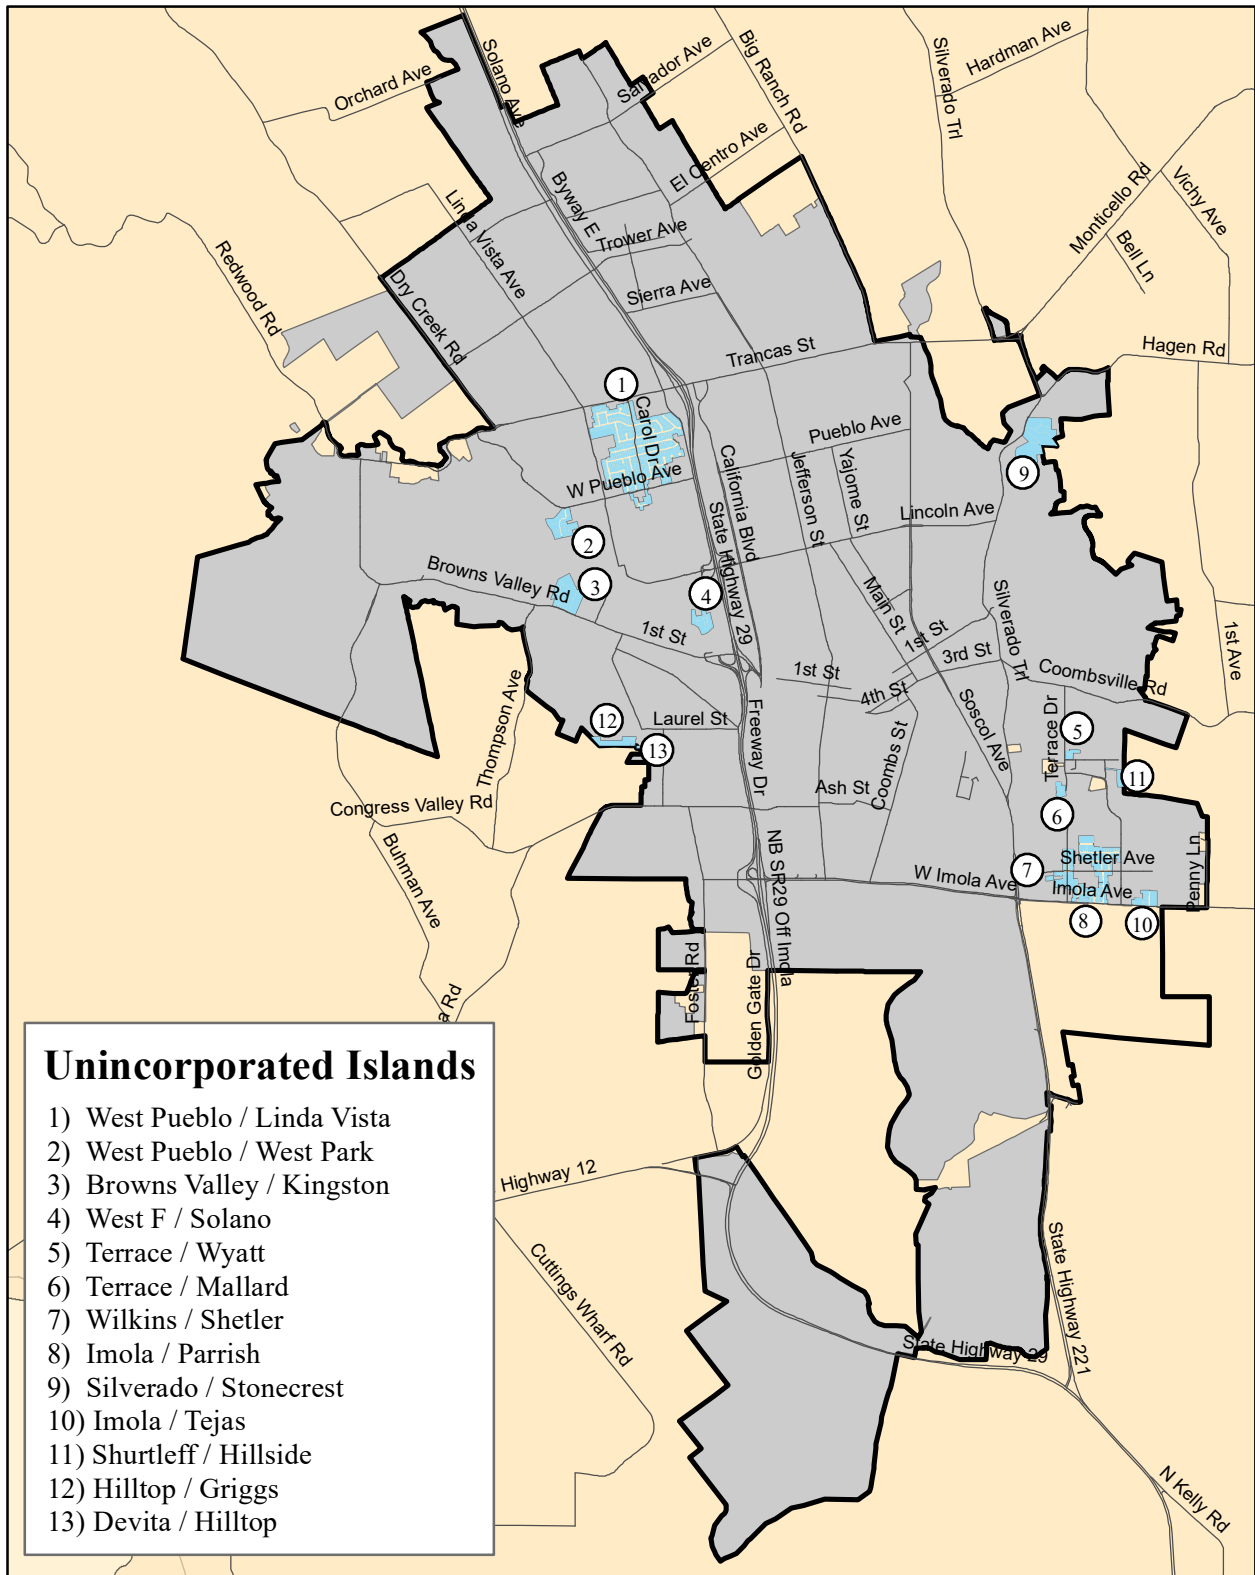 Solano Ave
Orchard Ave
Salvador Ave
Big Ranch Rd
Silverado Trl
Hardman Ave
El Centro Ave
Byway E
Linda Vista Ave
Trower Ave
Monticello Rd
Vichy Ave
Bell Ln
Redwood Rd
Dry Creek Rd
Sierra Ave
Trancas St
Hagen Rd
1
Carol Dr
Pueblo Ave
W Pueblo Ave
California Blvd
Jefferson St
Yajome St
9
Lincoln Ave
State Highway 29
2
Browns Valley Rd
3
4
Main St
Silverado Trl
1st St
1st St
3rd St
1st Ave
1st St
4th St
Coombsville Rd
Thompson Ave
Soscol Ave
Terrace Dr
12
Laurel St
Freeway Dr
5
13
Coombs St
11
Congress Valley Rd
Ash St
6
Buhman Ave
NB SR29 Off Imola
Shetler Ave
Penny Ln
7
W Imola Ave
Imola Ave
8
10
Foster Rd
Golden Gate Dr
a Rd
Unincorporated Islands
1) West Pueblo / Linda Vista
2) West Pueblo / West Park
3) Browns Valley / Kingston
4) West F / Solano
5) Terrace / Wyatt
6) Terrace / Mallard
7) Wilkins / Shetler
8) Imola / Parrish
9) Silverado / Stonecrest
10) Imola / Tejas
11) Shurtleff / Hillside
12) Hilltop / Griggs
13) Devita / Hilltop
Highway 12
Cuttings Wharf Rd
State Highway 221
State Highway 29
N Kelly Rd